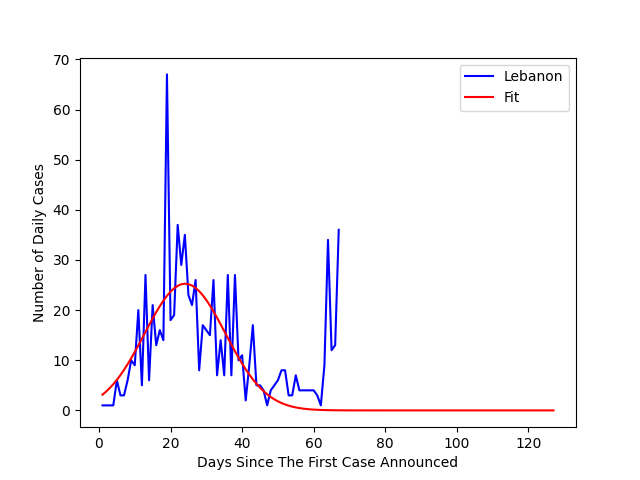 Lebanon
Fit
70
60
50
40
30
20
10
0
Number of Daily Cases
0 20 40 60 80 100 120
Days Since The First Case Announced